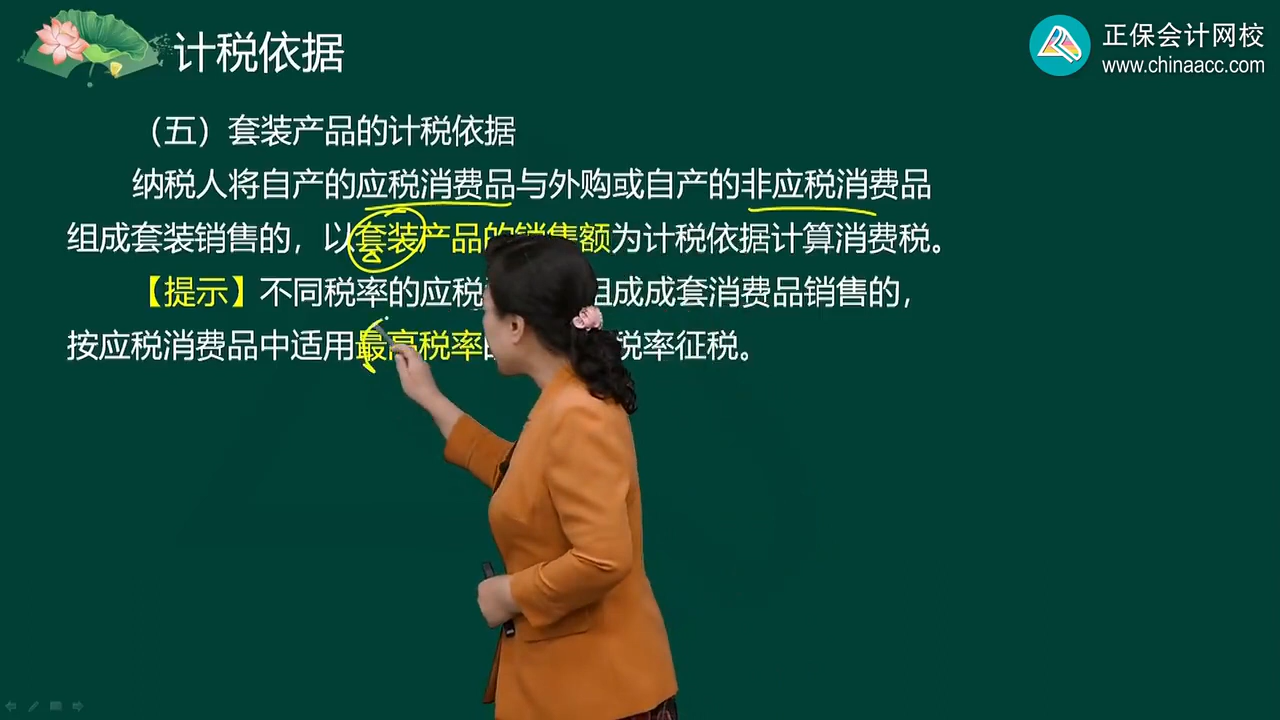 计税依据
正保会计网校
www.chinaacc.com
（五）套装产品的计税依据
纳税人将自产的应税消费品与外购或自产的非应税消费品
组成套装销售的，以套装产品的销售额为计税依据计算消费税。
【提示】不同税率的应税 组成成套消费品销售的，
按应税消费品中适用最高税率 税率征税。